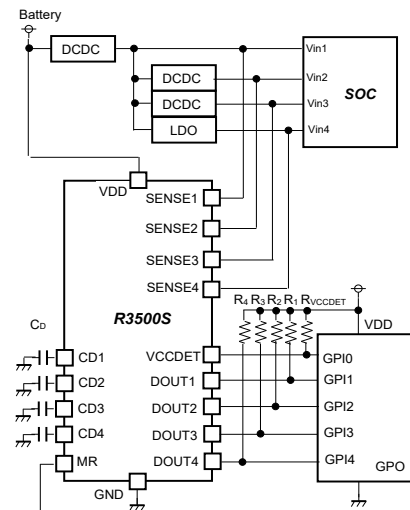 Battery
DCDC
Vin1
DCDC
Vin2
SOC
DCDC
Vin3
LDO
Vin4
VDD
SENSE1
SENSE2
SENSE3
SENSE4
R3500S
R4 R3 R2 R1 RVCCDET
VDD
CD
VCCDET
GPI0
CD1
DOUT1
GPI1
CD2
DOUT2
GPI2
CD3
DOUT3
GPI3
CD4
DOUT4
GPI4
MR
GPO
GND